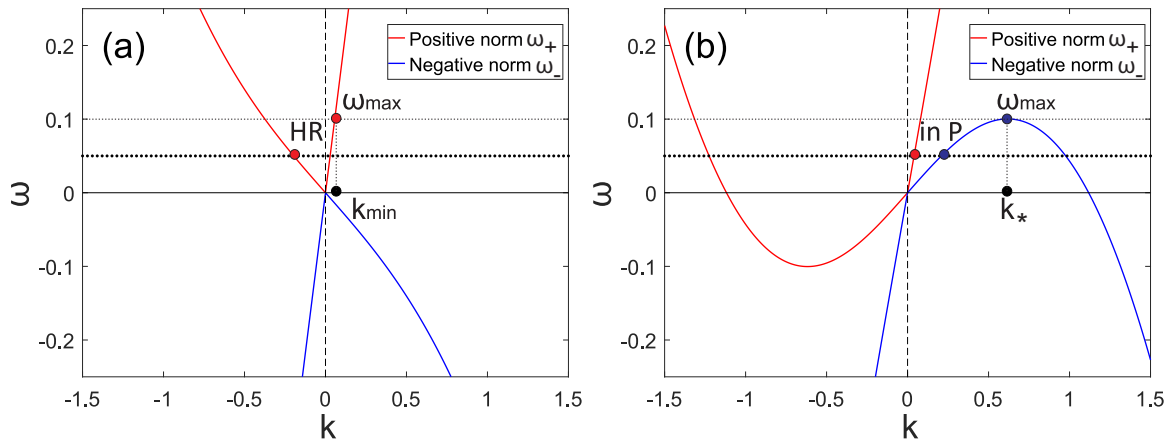 (a)
Positive norm ω+
Negative norm ω-
ωmax
HR
kmin
0.2
0.1
0
-0.1
-0.2
ω
-1.5 -1 -0.5 0 0.5 1 1.5
k
(b)
Positive norm ω+
Negative norm ω-
ωmax
in P
k*
0.2
0.1
0
-0.1
-0.2
ω
-1.5 -1 -0.5 0 0.5 1 1.5
k